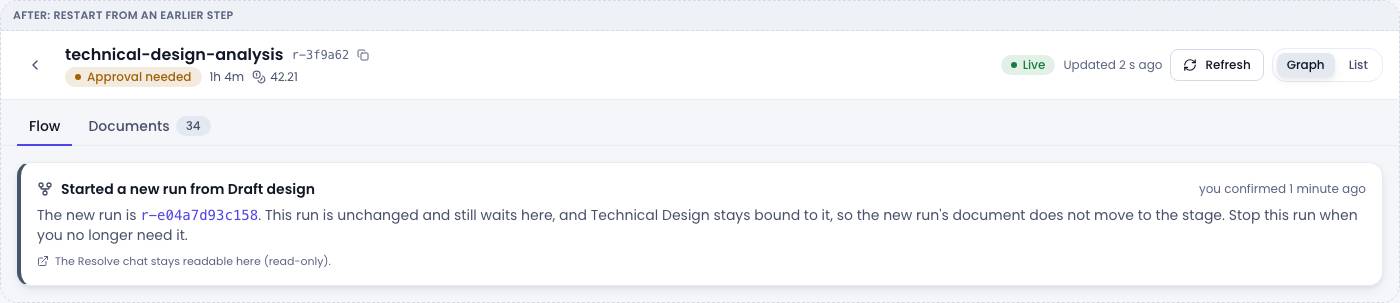 AFTER: RESTART FROM AN EARLIER STEP
technical-design-analysis r-3f9a62
Approval needed 1h 4m 42.21
Live Updated 2 s ago Refresh Graph List
Flow Documents 34
Started a new run from Draft design you confirmed 1 minute ago
The new run is r-e04a7d93c158. This run is unchanged and still waits here, and Technical Design stays bound to it, so the new run's document does not move to the stage. Stop this run when
you no longer need it.
The Resolve chat stays readable here (read-only).